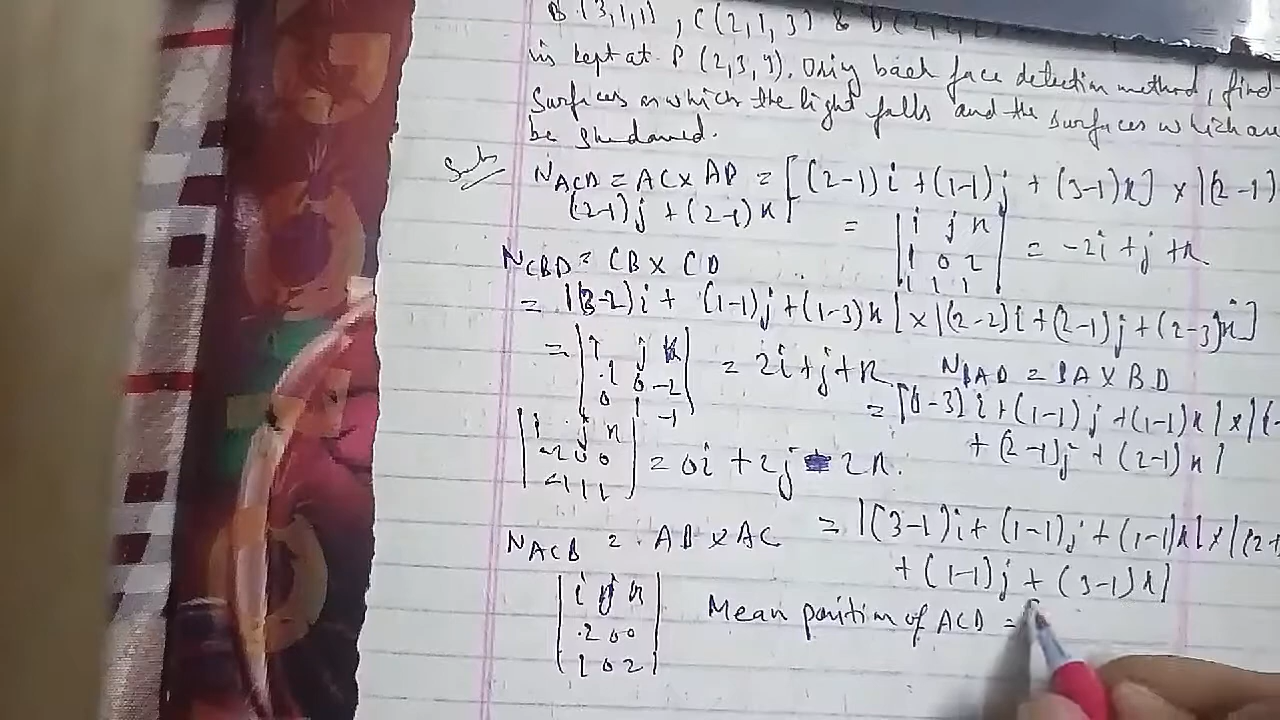 B (3,1,1) , C (2,1,3) & D (2,2,2)
is kept at P (2,3,4). Using back face detection method, find
Surfaces on which the light falls and the surfaces which are
be shadowed.
Soln N_ACD = AC X AD = [(2-1)i + (1-1)j + (3-1)k] x |(2-1)
(2-1)j + (2-1)k|
= | i j k
1 0 2
1 1 1 | = -2i + j + k
N_CBD = CB X CD
= |(3-2)i + (1-1)j + (1-3)k| x |(2-2)i + (2-1)j + (2-3)k]
= | i j k
1 0 -2
0 1 -1 | = 2i + j + k
N_BAD = BA X BD
= [(1-3)i + (1-1)j + (1-1)k | x |(
+ (2-1)j + (2-1)k |
| i j k
-2 0 0
-1 1 1 | = 0i + 2j - 2k.
N_ACB = AB X AC = |(3-1)i + (1-1)j + (1-1)k| x |(2
+ (1-1)j + (3-1)k|
| i j k
2 0 0
1 0 2 |
Mean position of ACD =